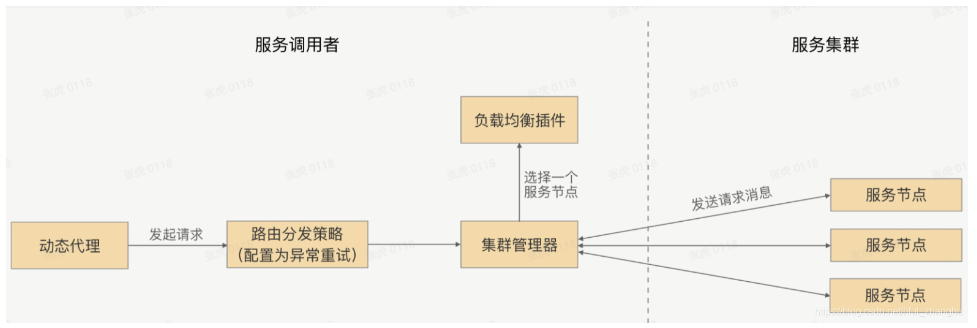 服务调用者
服务集群
负载均衡插件
选择一个
服务节点
发送请求消息
服务节点
动态代理
发起请求
路由分发策略
（配置为异常重试）
集群管理器
服务节点
服务节点
张虎 0118